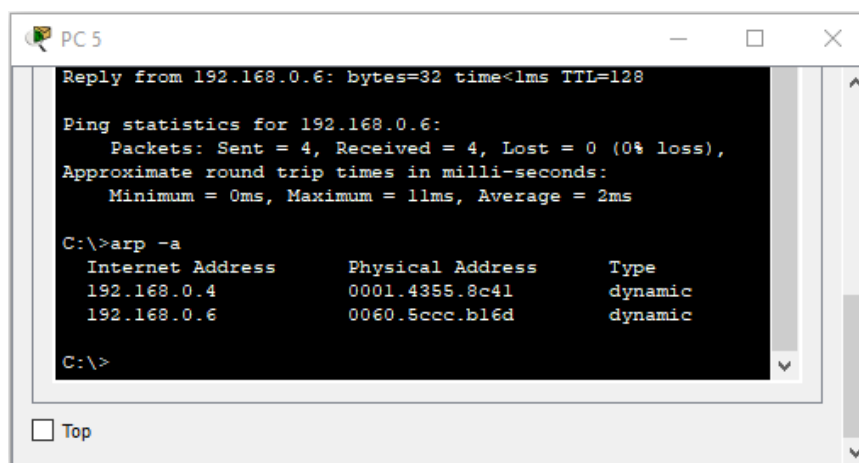 PC 5
Reply from 192.168.0.6: bytes=32 time<1ms TTL=128
Ping statistics for 192.168.0.6:
Packets: Sent = 4, Received = 4, Lost = 0 (0% loss),
Approximate round trip times in milli-seconds:
Minimum = 0ms, Maximum = 11ms, Average = 2ms
C:\>arp -a
Internet Address Physical Address Type
192.168.0.4 0001.4355.8c41 dynamic
192.168.0.6 0060.5ccc.b16d dynamic
C:\>
Top